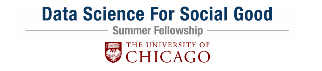 Data Science For Social Good
Summer Fellowship
THE UNIVERSITY OF
CHICAGO